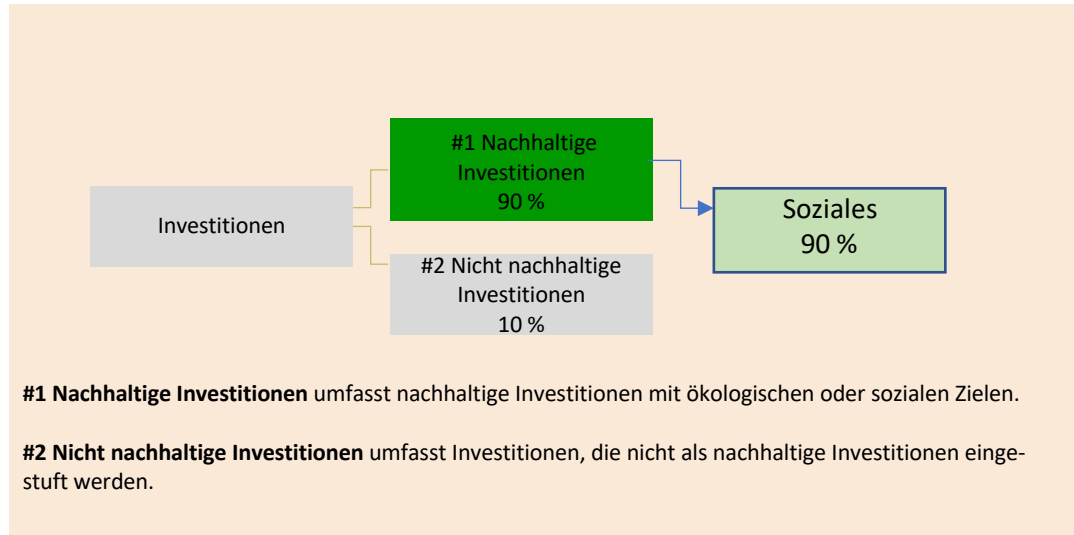 #1 Nachhaltige
Investitionen
90 %
Investitionen
Soziales
90 %
#2 Nicht nachhaltige
Investitionen
10 %
#1 Nachhaltige Investitionen umfasst nachhaltige Investitionen mit ökologischen oder sozialen Zielen.
#2 Nicht nachhaltige Investitionen umfasst Investitionen, die nicht als nachhaltige Investitionen einge-
stuft werden.